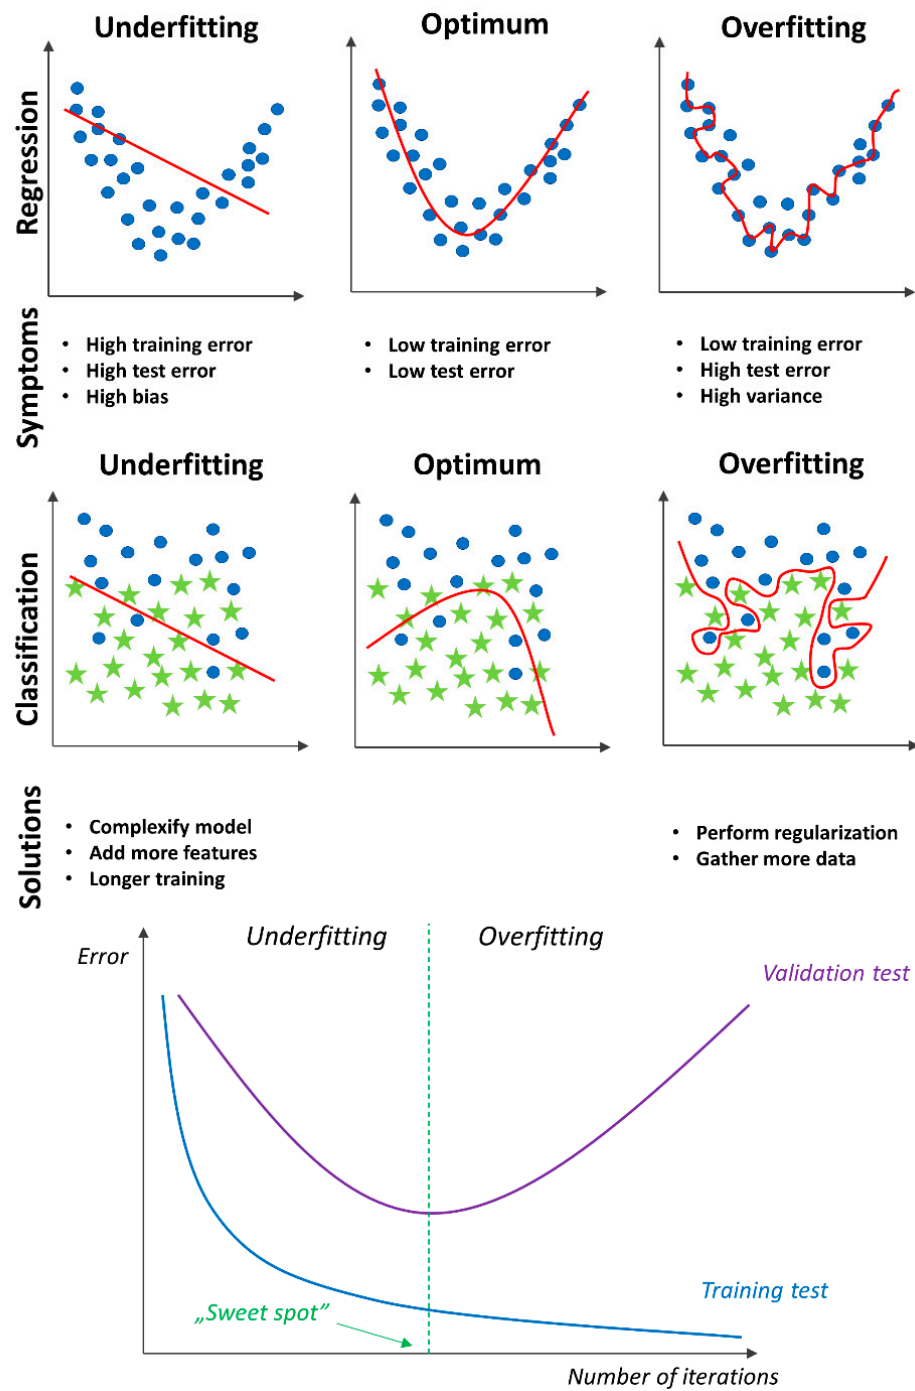 Underfitting
Optimum
Overfitting
Regression
Symptoms
• High training error
• High test error
• High bias
• Low training error
• Low test error
• Low training error
• High test error
• High variance
Underfitting
Optimum
Overfitting
Classification
Solutions
• Complexify model
• Add more features
• Longer training
• Perform regularization
• Gather more data
Underfitting
Overfitting
Error
Validation test
Training test
„Sweet spot”
Number of iterations